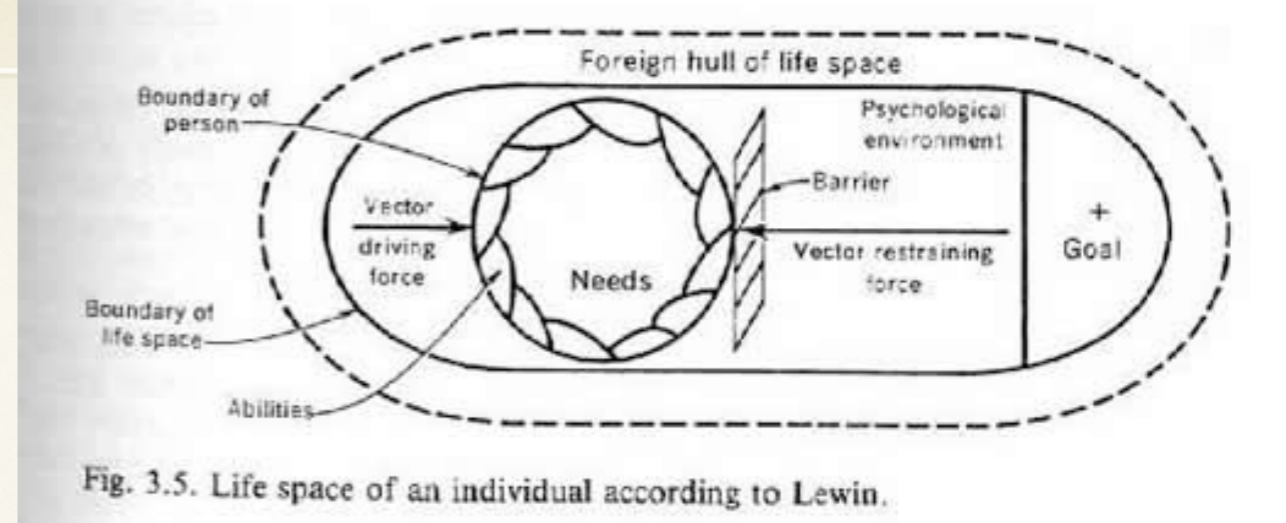 Foreign hull of life space
Boundary of
person
Psychological
environment
Barrier
Vector
driving
force
Needs
Vector restraining
force
+
Goal
Boundary of
life space
Abilities
Fig. 3.5. Life space of an individual according to Lewin.